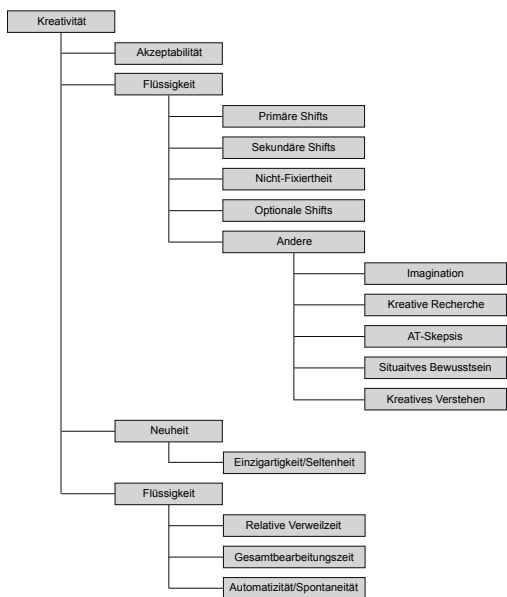 Kreativität
Akzeptabilität
Flüssigkeit
Primäre Shifts
Sekundäre Shifts
Nicht-Fixiertheit
Optionale Shifts
Andere
Imagination
Kreative Recherche
AT-Skepsis
Situaitves Bewusstsein
Kreatives Verstehen
Neuheit
Einzigartigkeit/Seltenheit
Flüssigkeit
Relative Verweilzeit
Gesamtbearbeitungszeit
Automatizität/Spontaneität